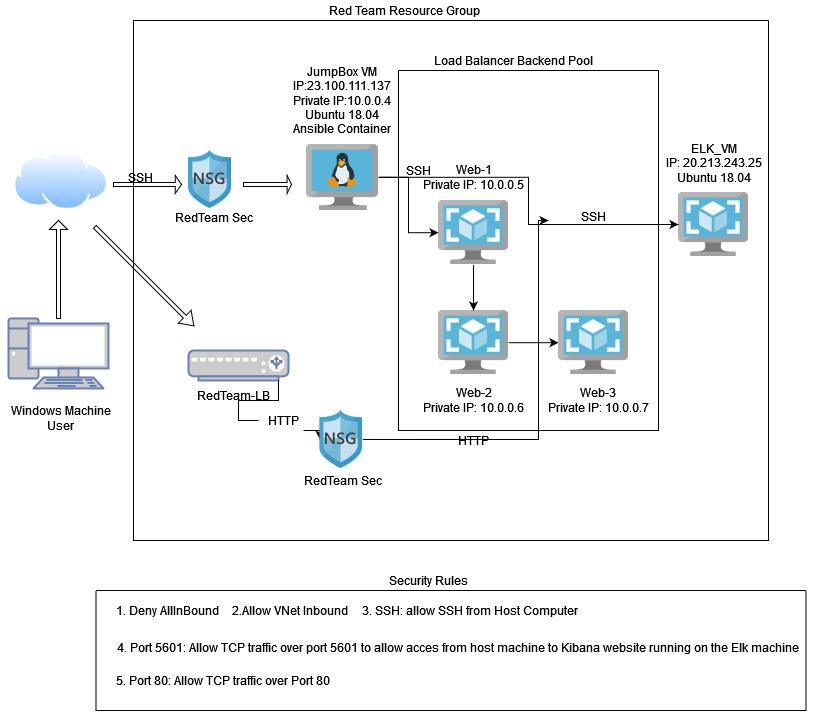 Red Team Resource Group
Load Balancer Backend Pool
JumpBox VM
IP:23.100.111.137
Private IP:10.0.0.4
Ubuntu 18.04
Ansible Container
ELK_VM
IP: 20.213.243.25
Ubuntu 18.04
SSH
NSG
RedTeam Sec
SSH
Web-1
Private IP: 10.0.0.5
SSH
RedTeam-LB
Web-2
Private IP: 10.0.0.6
Web-3
Private IP: 10.0.0.7
Windows Machine
User
HTTP
NSG
HTTP
RedTeam Sec
Security Rules
1. Deny AllInBound 2.Allow VNet Inbound 3. SSH: allow SSH from Host Computer
4. Port 5601: Allow TCP traffic over port 5601 to allow acces from host machine to Kibana website running on the Elk machine
5. Port 80: Allow TCP traffic over Port 80